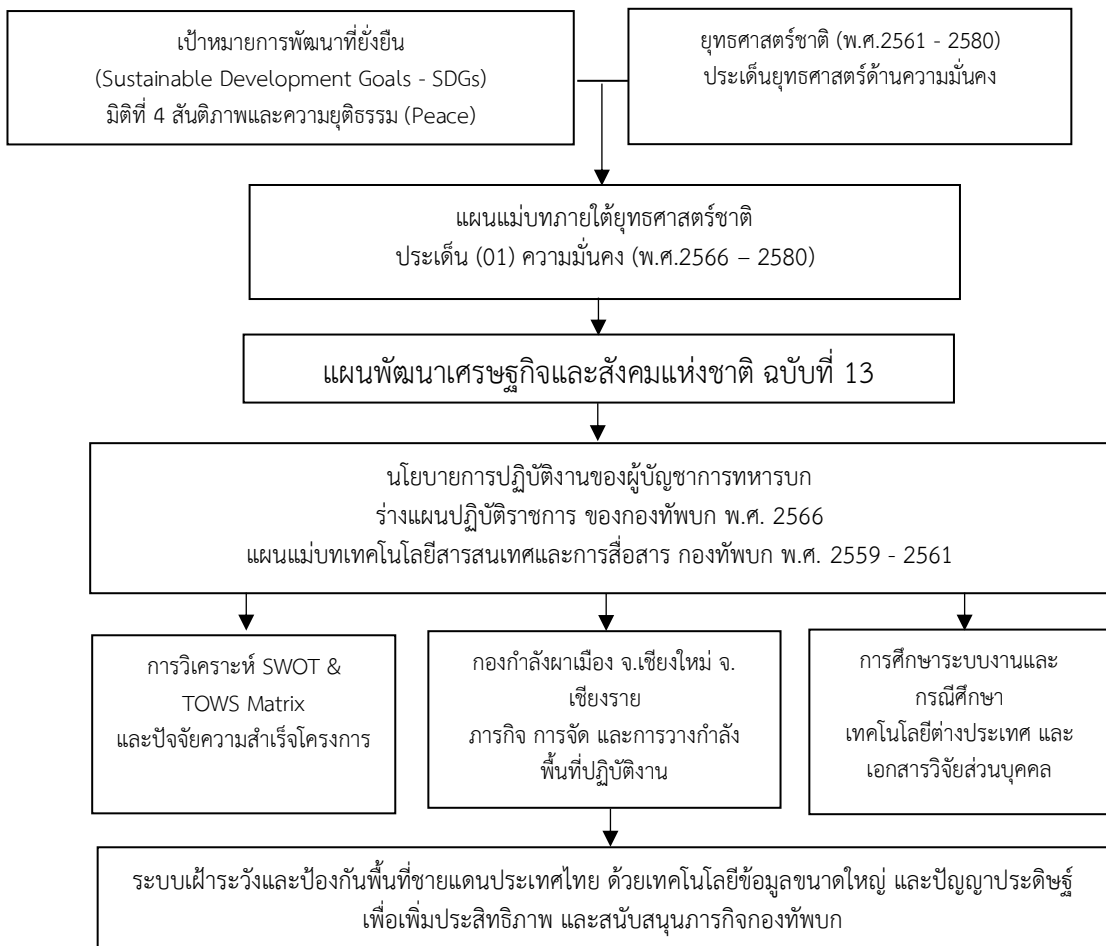 เป้าหมายการพัฒนาที่ยั่งยืน
(Sustainable Development Goals - SDGs)
มิติที่ 4 สันติภาพและความยุติธรรม (Peace)
ยุทธศาสตร์ชาติ (พ.ศ.2561 - 2580)
ประเด็นยุทธศาสตร์ด้านความมั่นคง
แผนแม่บทภายใต้ยุทธศาสตร์ชาติ
ประเด็น (01) ความมั่นคง (พ.ศ.2566 – 2580)
แผนพัฒนาเศรษฐกิจและสังคมแห่งชาติ ฉบับที่ 13
นโยบายการปฏิบัติงานของผู้บัญชาการทหารบก
ร่างแผนปฏิบัติราชการ ของกองทัพบก พ.ศ. 2566
แผนแม่บทเทคโนโลยีสารสนเทศและการสื่อสาร กองทัพบก พ.ศ. 2559 - 2561
การวิเคราะห์ SWOT &
TOWS Matrix
และปัจจัยความสำเร็จโครงการ
กองกำลังผาเมือง จ.เชียงใหม่ จ.
เชียงราย
ภารกิจ การจัด และการวางกำลัง
พื้นที่ปฏิบัติงาน
การศึกษาระบบงานและ
กรณีศึกษา
เทคโนโลยีต่างประเทศ และ
เอกสารวิจัยส่วนบุคคล
ระบบเฝ้าระวังและป้องกันพื้นที่ชายแดนประเทศไทย ด้วยเทคโนโลยีข้อมูลขนาดใหญ่ และปัญญาประดิษฐ์
เพื่อเพิ่มประสิทธิภาพ และสนับสนุนภารกิจกองทัพบก